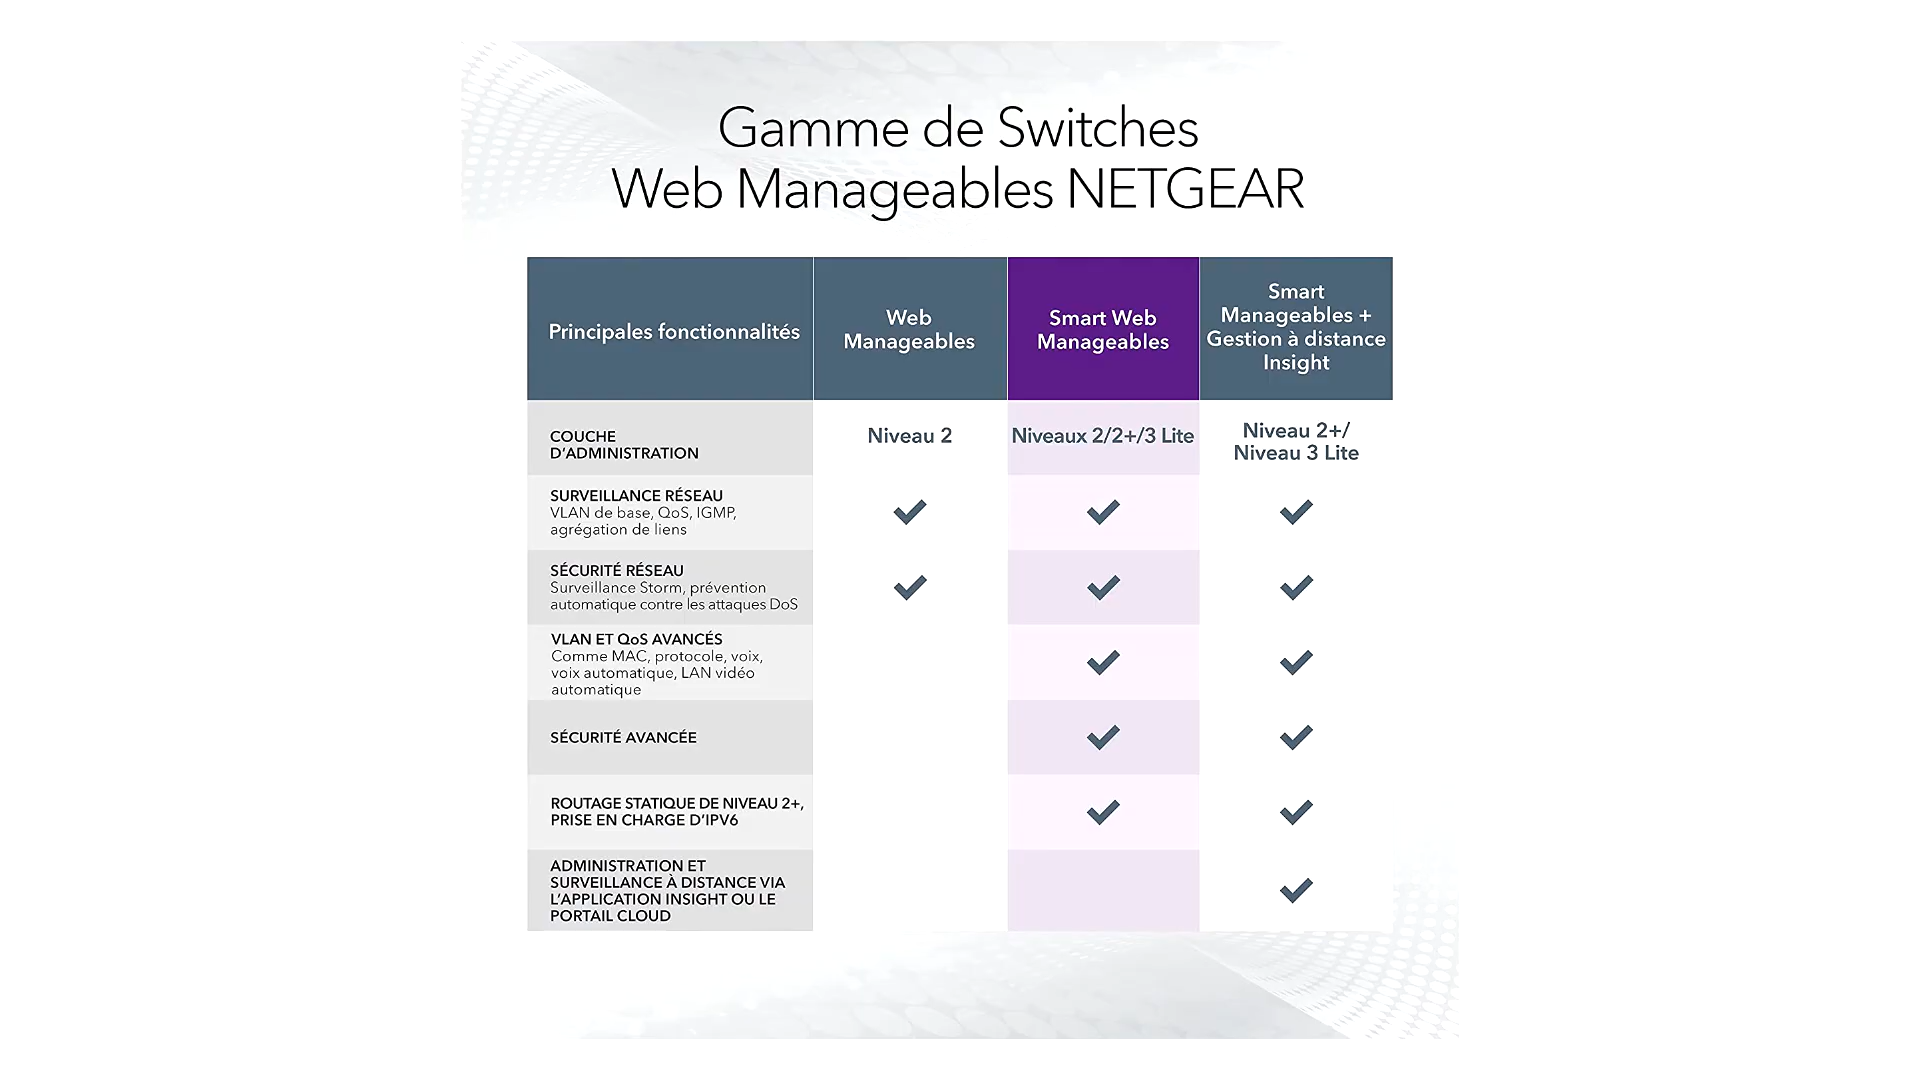 Gamme de Switches
Web Manageables NETGEAR
Principales fonctionnalités
Web
Manageables
Smart Web
Manageables
Smart
Manageables +
Gestion à distance
Insight
COUCHE
D'ADMINISTRATION
Niveau 2
Niveaux 2/2+/3 Lite
Niveau 2+/
Niveau 3 Lite
SURVEILLANCE RÉSEAU
VLAN de base, QoS, IGMP,
agrégation de liens
SÉCURITÉ RÉSEAU
Surveillance Storm, prévention
automatique contre les attaques DoS
VLAN ET QoS AVANCÉS
Comme MAC, protocole, voix,
voix automatique, LAN vidéo
automatique
SÉCURITÉ AVANCÉE
ROUTAGE STATIQUE DE NIVEAU 2+,
PRISE EN CHARGE D'IPV6
ADMINISTRATION ET
SURVEILLANCE À DISTANCE VIA
L'APPLICATION INSIGHT OU LE
PORTAIL CLOUD